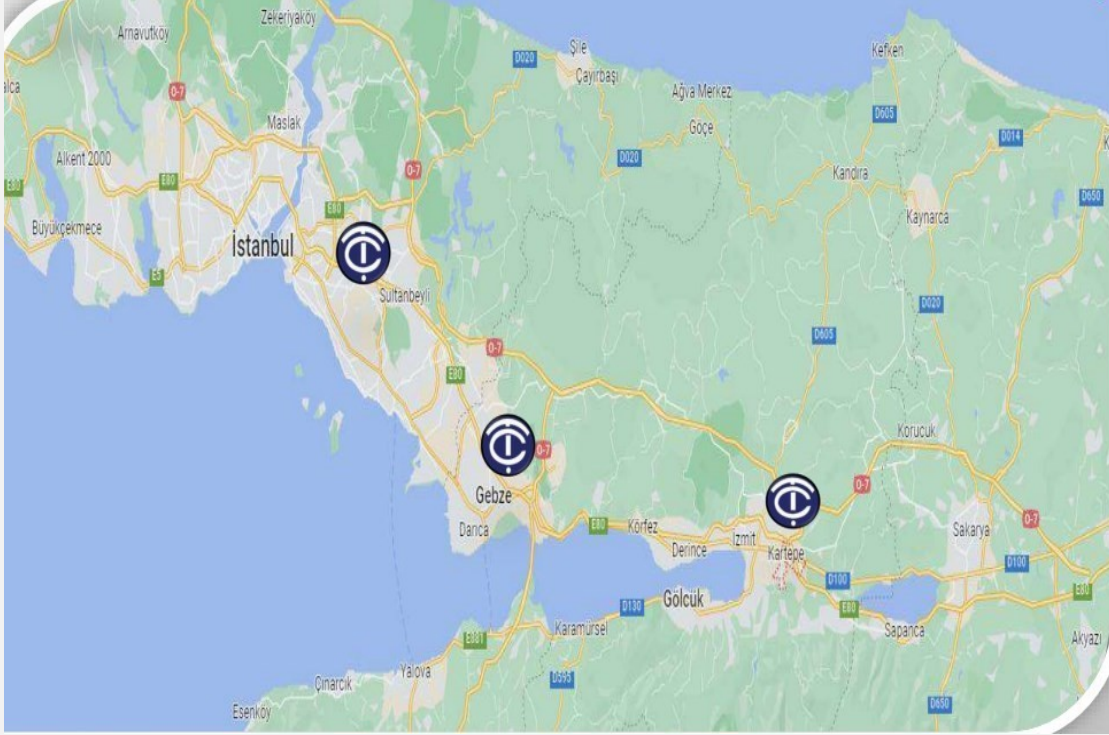 Zekeriyaköy
Arnavutköy
Şile
Kefken
D020
Çayırbaşı
O-7
Ağva Merkez
D605
Maslak
Göçe
D014
Alkent 2000
D020
O-7
Kandıra
E80
E80
D650
E80
Kaynarca
Büyükçekmece
İstanbul
E5
Sultanbeyli
D020
D605
O-7
E80
Korucuk
O-7
Gebze
O-7
Darıca
E80
Körfez
İzmit
Sakarya
O-7
Derince
Kartepe
D100
D100
E80
Gölcük
D130
E80
Karamürsel
Sapanca
E881
Akyazı
Yalova
D595
Çınarcık
D650
Esenköy